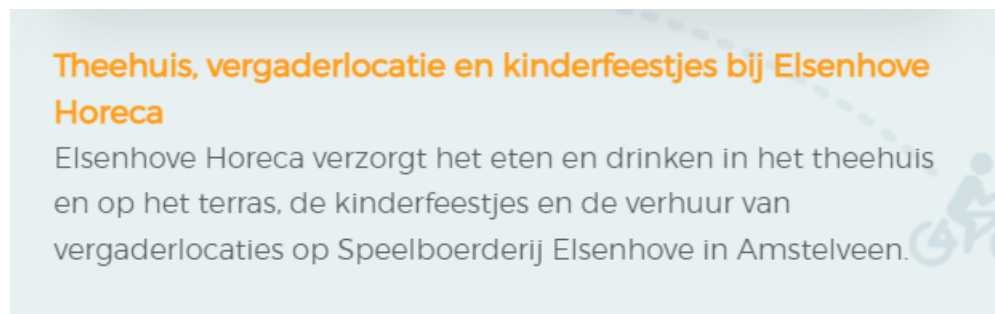 Theehuis, vergaderlocatie en kinderfeestjes bij Elsenhove
Horeca
Elsenhove Horeca verzorgt het eten en drinken in het theehuis
en op het terras, de kinderfeestjes en de verhuur van
vergaderlocaties op Speelboerderij Elsenhove in Amstelveen.